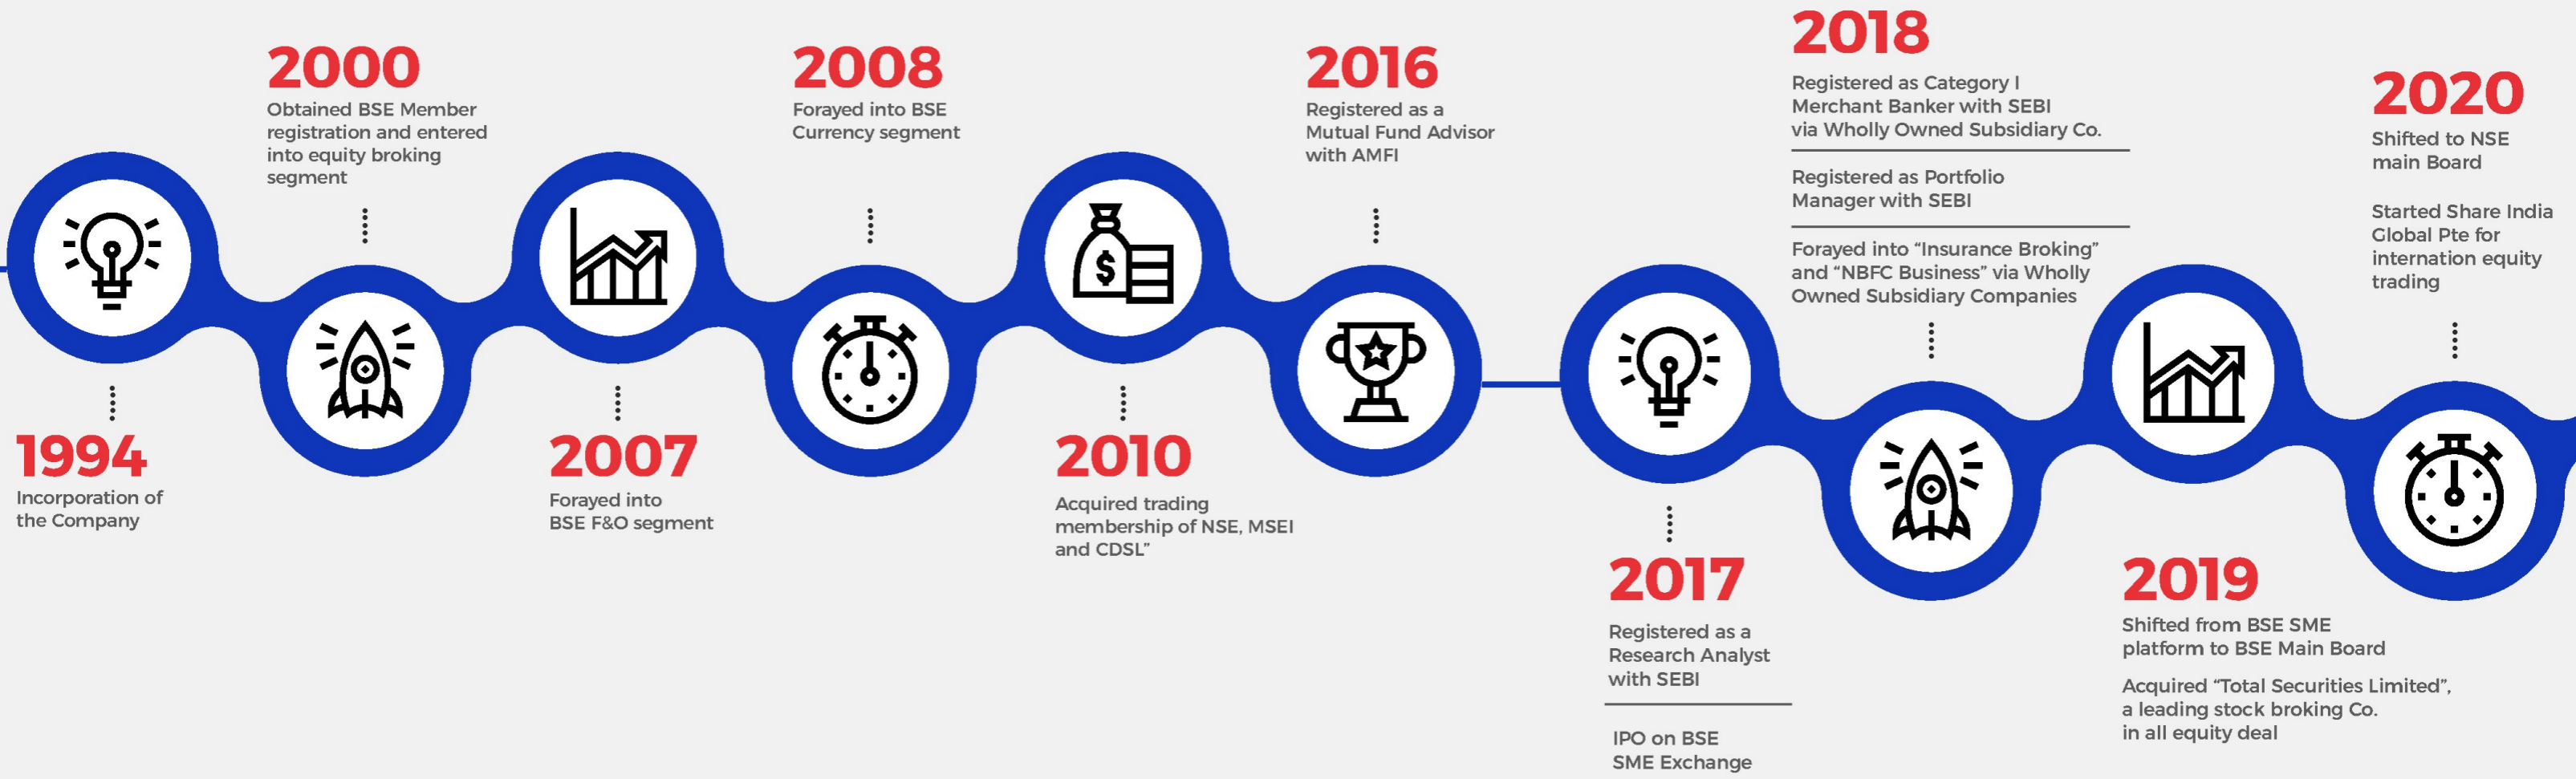 1994
Incorporation of
the Company
2000
Obtained BSE Member
registration and entered
into equity broking
segment
2007
Forayed into
BSE F&O segment
2008
Forayed into BSE
Currency segment
2010
Acquired trading
membership of NSE, MSEI
and CDSL”
2016
Registered as a
Mutual Fund Advisor
with AMFI
2017
Registered as a
Research Analyst
with SEBI
IPO on BSE
SME Exchange
2018
Registered as Category I
Merchant Banker with SEBI
via Wholly Owned Subsidiary Co.
Registered as Portfolio
Manager with SEBI
Forayed into “Insurance Broking”
and “NBFC Business” via Wholly
Owned Subsidiary Companies
2019
Shifted from BSE SME
platform to BSE Main Board
Acquired “Total Securities Limited”,
a leading stock broking Co.
in all equity deal
2020
Shifted to NSE
main Board
Started Share India
Global Pte for
internation equity
trading
$